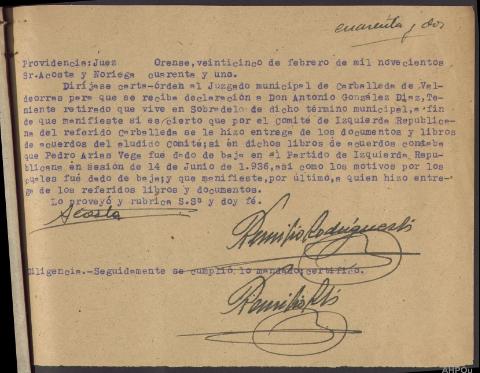 cuarenta y dos
Providencia:Juez Orense,veinticinco de febrero de mil novecientos
Sr.Acosta y Noriega cuarenta y uno.
Dirijase carta-órden al Juzgado municipal de Carballeda de Val-
deorras para que se reciba declaración a Don Antonio González Diaz,Te-
niente retirado que vive en Sobradelo de dicho término municipal,a fin
de que manifieste si es cierto que por el Comité de Izquierda Republica-
na del referido Carballeda se le hizo entrega de los documentos y libros
de acuerdos del aludido Comité;si en dichos libros de acuerdos constaba
que Pedro Arias Vega fué dado de baja en el Partido de Izquierda Repu-
blicana en sesión de 14 de Junio de 1.936,asi como los motivos por los
cuales fué dado de baja;y que manifieste,por último,a quien hizo entre-
ga de los referidos libros y documentos.
Lo proveyó y rubrica S.Sª y doy fé.
Acosta
Diligencia.-Seguidamente se cumplió lo mandado;certifico.
AHPOu